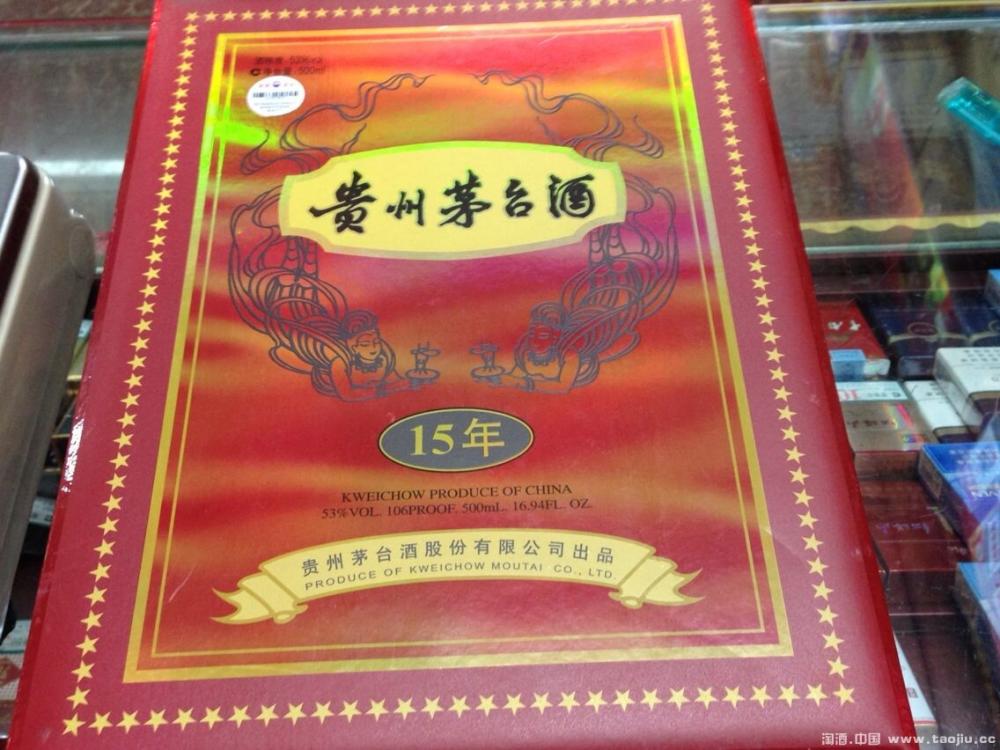 500ml
贵州茅台酒
15年
KWEICHOW PRODUCE OF CHINA
53%VOL. 106PROOF. 500mL. 16.94FL. OZ.
贵州茅台酒股份有限公司出品
PRODUCE OF KWEICHOW MOUTAI CO., LTD.
淘酒.中国 www.taojiu.cc